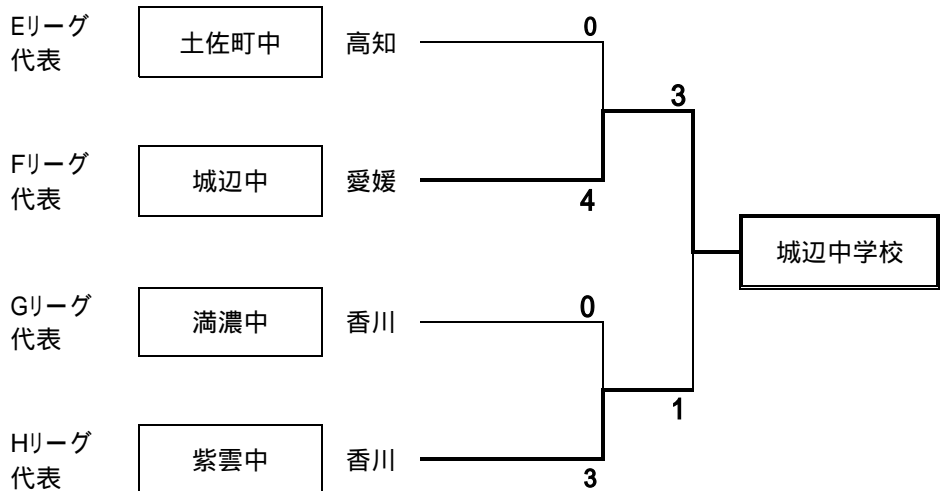 Eリーグ
代表
土佐町中
高知
0
3
Fリーグ
代表
城辺中
愛媛
4
城辺中学校
Gリーグ
代表
満濃中
香川
0
1
Hリーグ
代表
紫雲中
香川
3